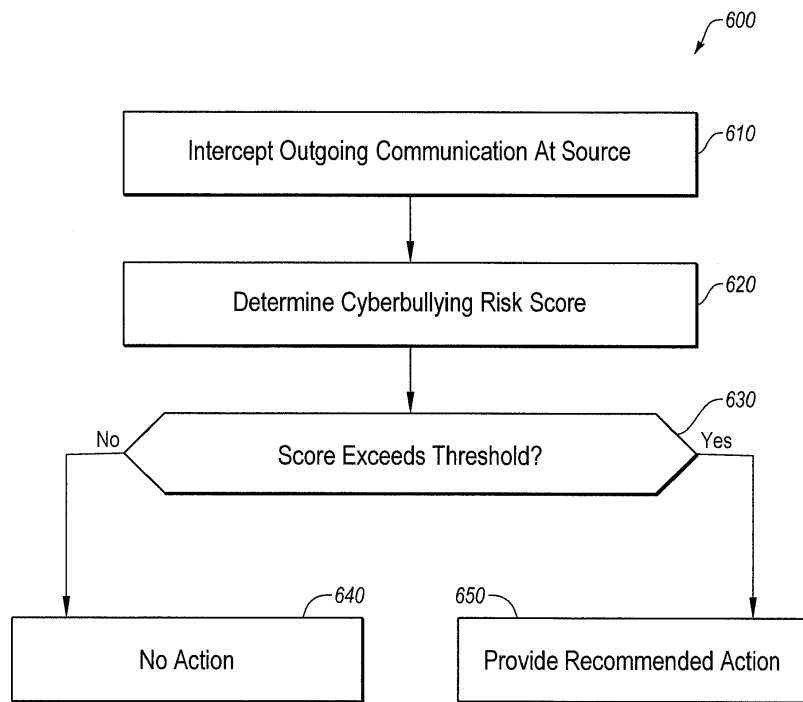 600
Intercept Outgoing Communication At Source
610
Determine Cyberbullying Risk Score
620
630
No
Score Exceeds Threshold?
Yes
640
650
No Action
Provide Recommended Action